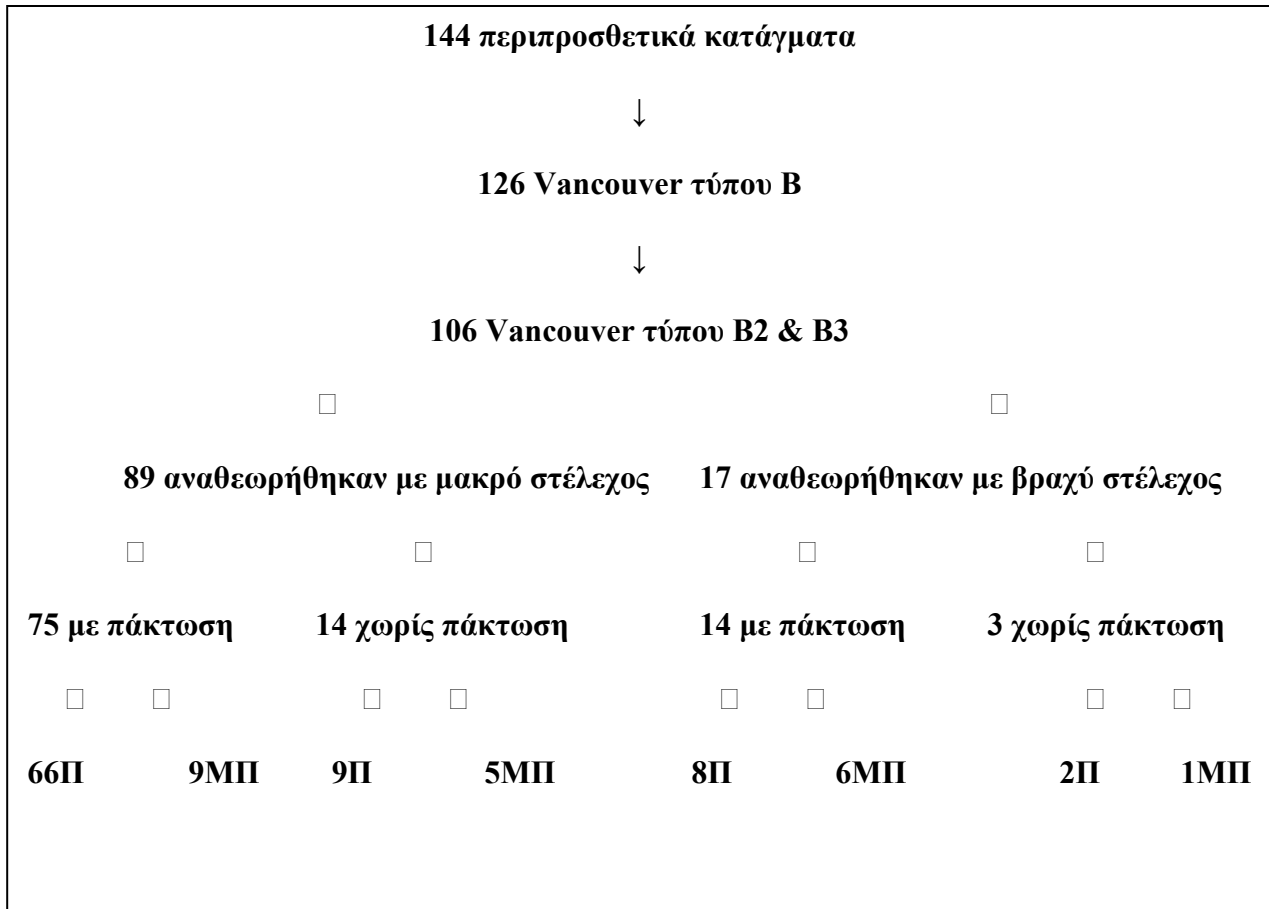 144 περιπροσθετικά κατάγματα
↓
126 Vancouver τύπου Β
↓
106 Vancouver τύπου Β2 & Β3
89 αναθεωρήθηκαν με μακρό στέλεχος 17 αναθεωρήθηκαν με βραχύ στέλεχος
75 με πάκτωση 14 χωρίς πάκτωση 14 με πάκτωση 3 χωρίς πάκτωση
66Π 9ΜΠ 9Π 5ΜΠ 8Π 6ΜΠ 2Π 1ΜΠ